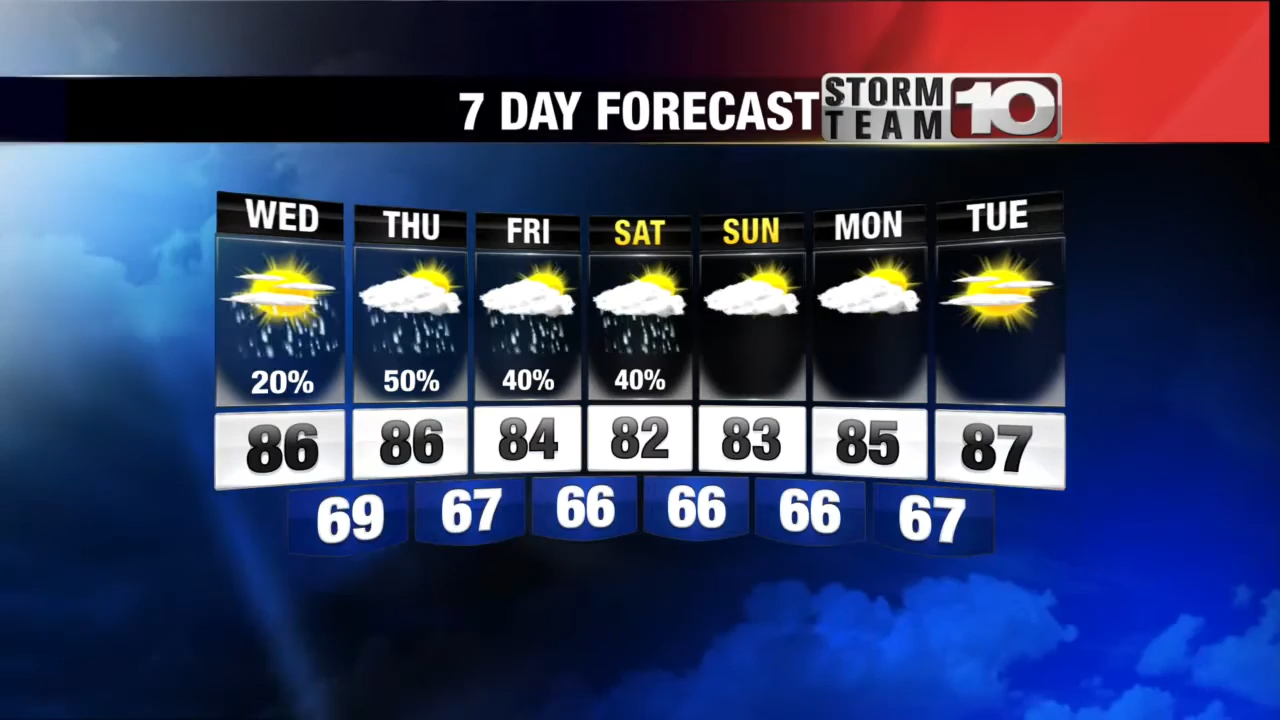 7 DAY FORECAST STORM TEAM 10
WED THU FRI SAT SUN MON TUE
20% 50% 40% 40%
86 86 84 82 83 85 87
69 67 66 66 66 67